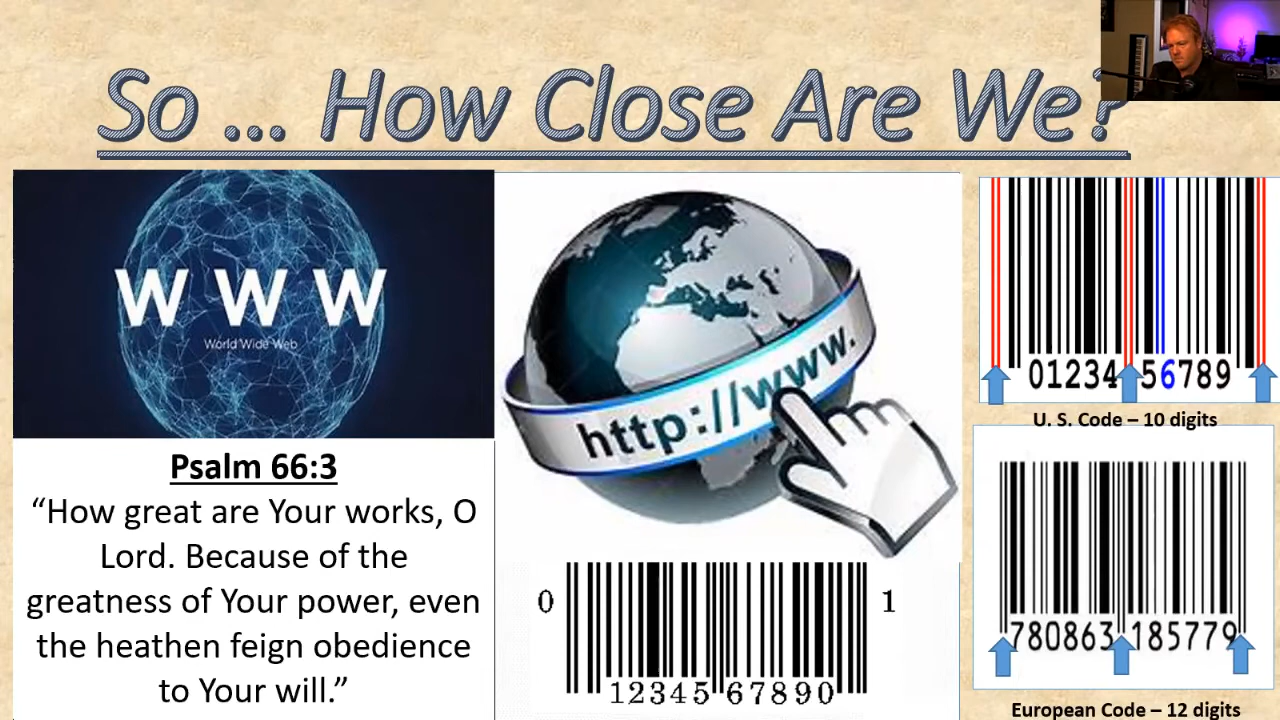 So ... How Close Are We?
W W W
World Wide Web
Psalm 66:3
“How great are Your works, O
Lord. Because of the
greatness of Your power, even
the heathen feign obedience
to Your will.”
http://www.
0 1
12345 67890
01234 56789
U. S. Code – 10 digits
780863 185779
European Code – 12 digits